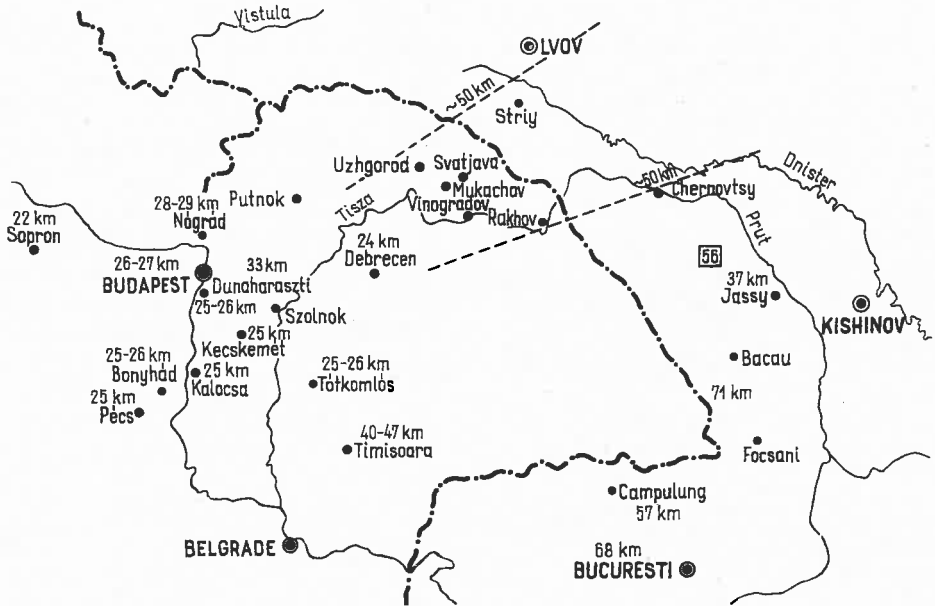 Vistula
LVOV
~50 km
Striy
Dnister
Uzhgorod
Svatjava
Mukachov
~50km
Chernovtsy
28-29 km
Nógrád
Putnok
Tisza
Vinogradov
Rakhov
Prut
22 km
Sopron
24 km
Debrecen
56
26-27 km
BUDAPEST
33 km
Dunaharaszti
25-26 km
Szolnok
37 km
Jassy
KISHINOV
25 km
Kecskemét
25-26 km
Bonyhád
25 km
Kalocsa
25-26 km
Tótkomlós
Bacau
25 km
Pécs
71 km
40-47 km
Timisoara
Focsani
Campulung
57 km
BELGRADE
68 km
BUCURESTI